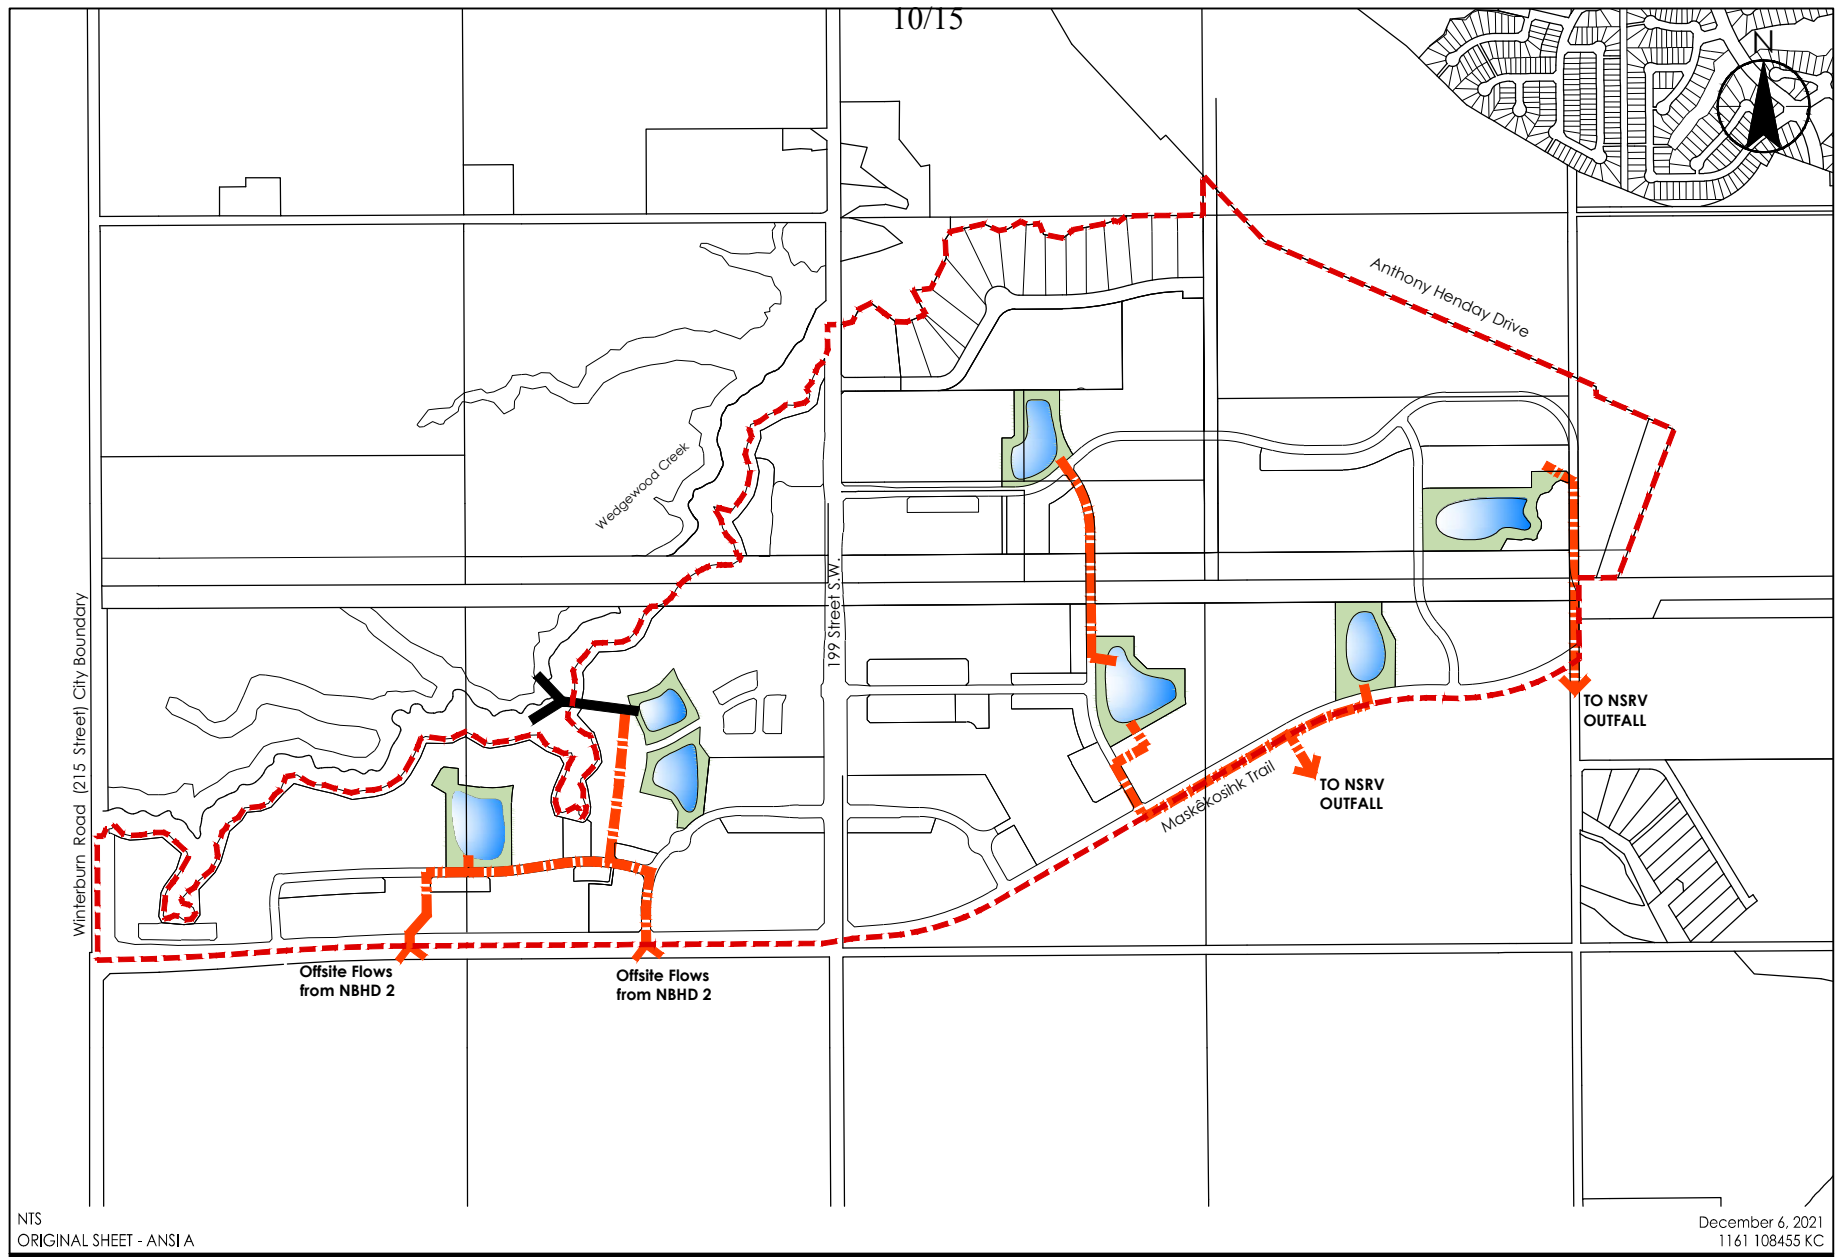 10/15
N
Anthony Henday Drive
Wedgewood Creek
199 Street S.W.
Winterburn Road (215 Street) City Boundary
TO NSRV
OUTFALL
TO NSRV
OUTFALL
Maskêkosihk Trail
Offsite Flows
from NBHD 2
Offsite Flows
from NBHD 2
NTS
ORIGINAL SHEET - ANSI A
December 6, 2021
1161 108455 KC